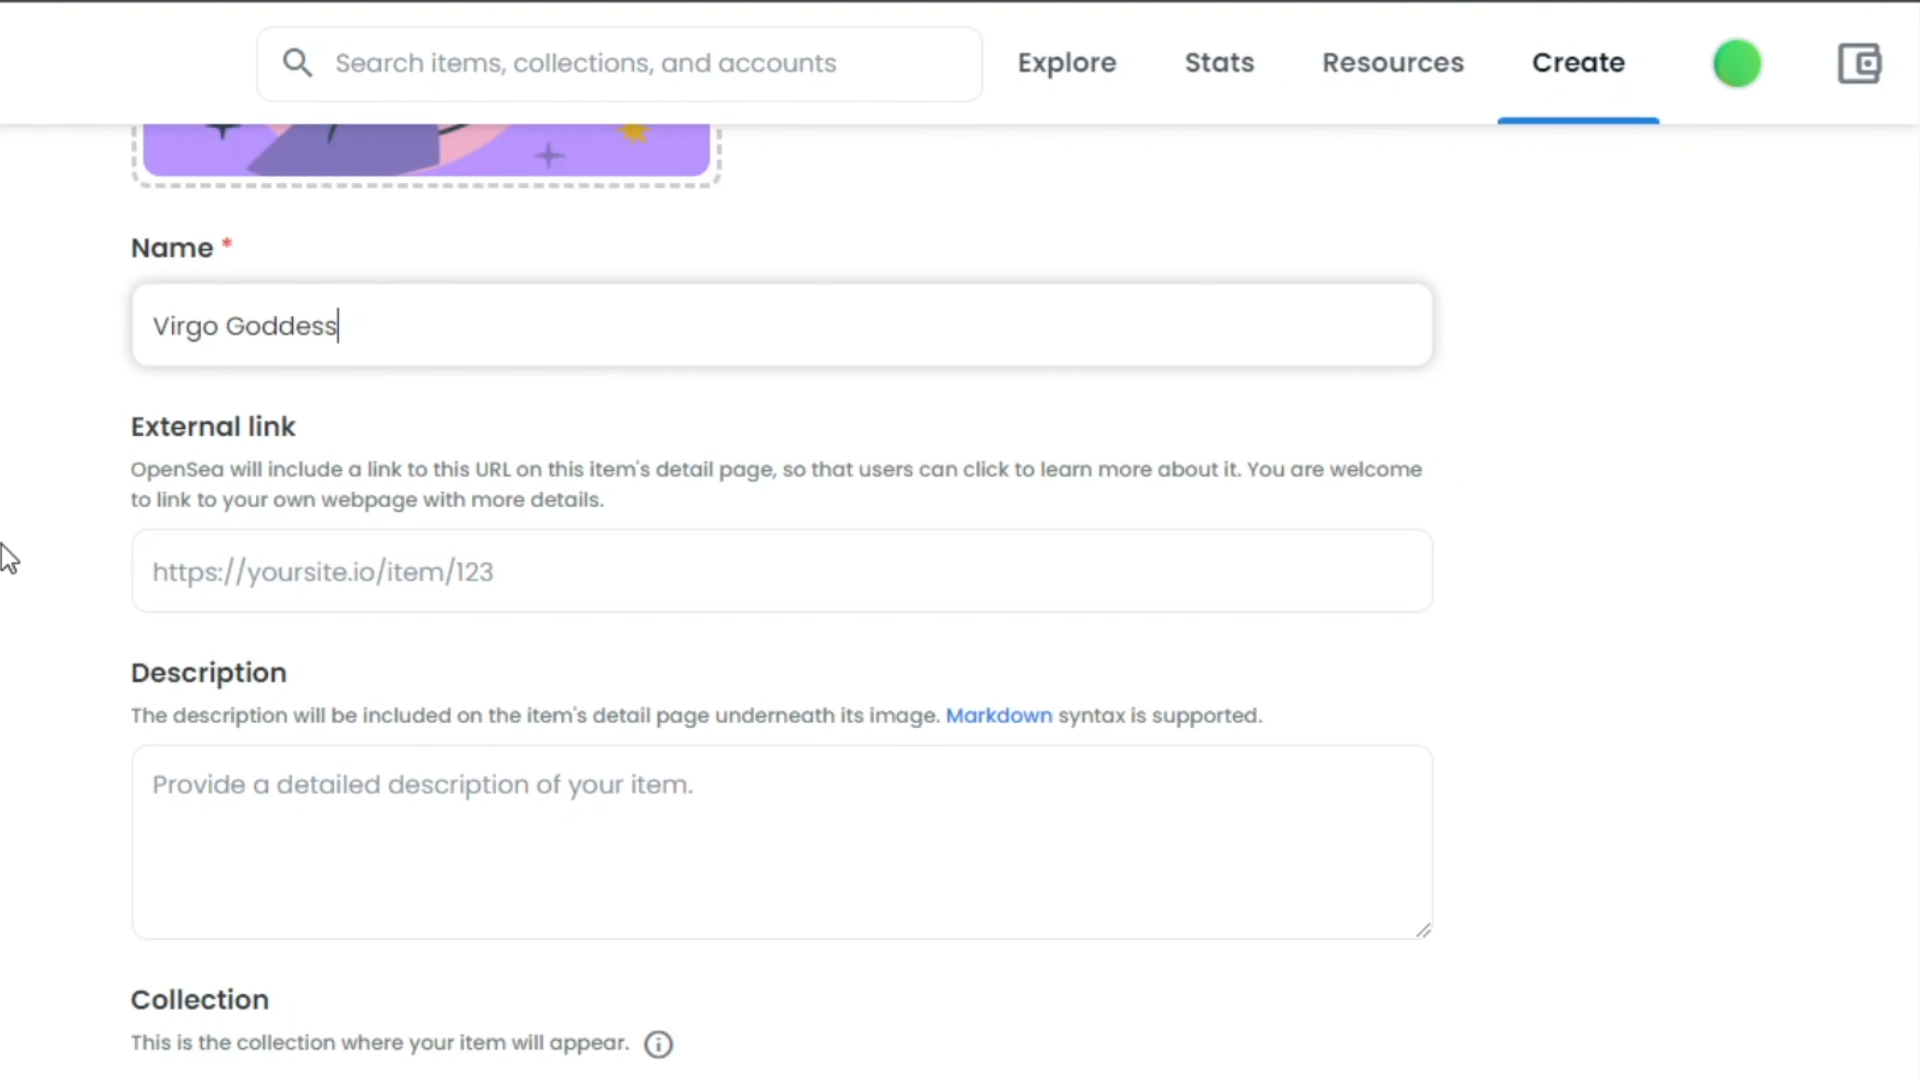 Search items, collections, and accounts
Explore
Stats
Resources
Create
Name *
Virgo Goddess
External link
OpenSea will include a link to this URL on this item's detail page, so that users can click to learn more about it. You are welcome
to link to your own webpage with more details.
https://yoursite.io/item/123
Description
The description will be included on the item's detail page underneath its image. Markdown syntax is supported.
Provide a detailed description of your item.
Collection
This is the collection where your item will appear.